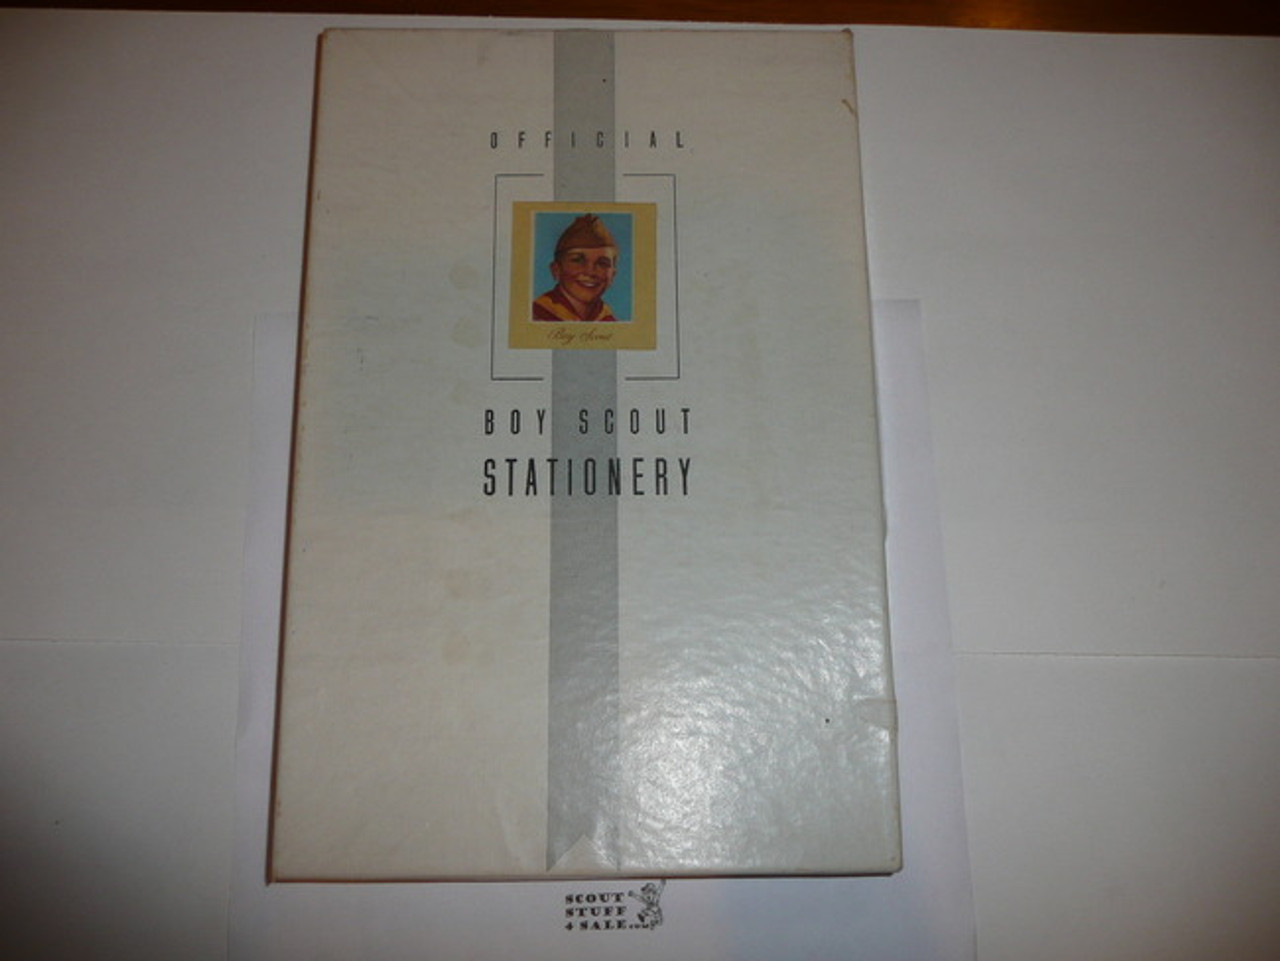 OFFICIAL
Boy Scout
BOY SCOUT
STATIONERY
SCOUT
STUFF
4 SALE.com